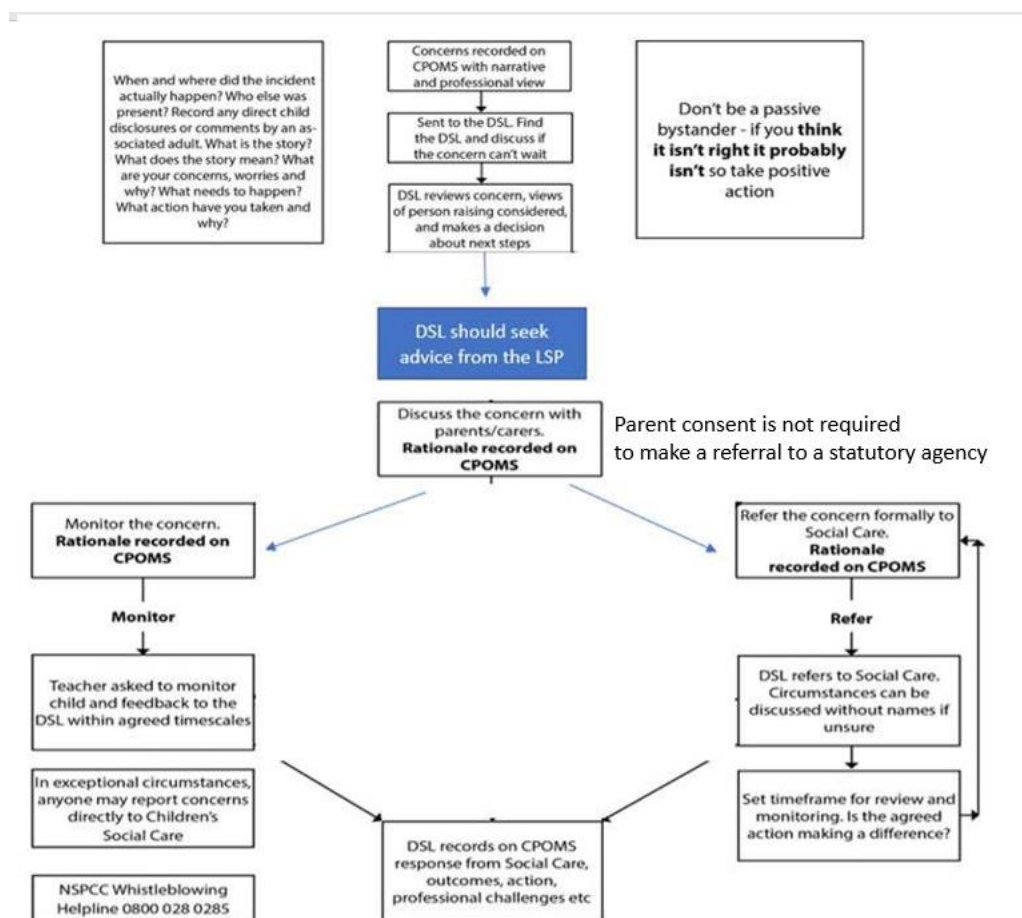 When and where did the incident
actually happen? Who else was
present? Record any direct child
disclosures or comments by an as-
sociated adult. What is the story?
What does the story mean? What
are your concerns, worries and
why? What needs to happen?
What action have you taken and
why?
Concerns recorded on
CPOMS with narrative
and professional view
Sent to the DSL. Find
the DSL and discuss if
the concern can't wait
DSL reviews concern, views
of person raising considered,
and makes a decision
about next steps
Don't be a passive
bystander - if you think
it isn't right it probably
isn't so take positive
action
DSL should seek
advice from the LSP
Discuss the concern with
parents/carers.
Rationale recorded on
CPOMS
Parent consent is not required
to make a referral to a statutory agency
Monitor the concern.
Rationale recorded on
CPOMS
Monitor
Teacher asked to monitor
child and feedback to the
DSL within agreed timescales
In exceptional circumstances,
anyone may report concerns
directly to Children's
Social Care
NSPCC Whistleblowing
Helpline 0800 028 0285
Refer the concern formally to
Social Care.
Rationale
recorded on CPOMS
Refer
DSL refers to Social Care.
Circumstances can be
discussed without names if
unsure
Set timeframe for review and
monitoring. Is the agreed
action making a difference?
DSL records on CPOMS
response from Social Care,
outcomes, action,
professional challenges etc